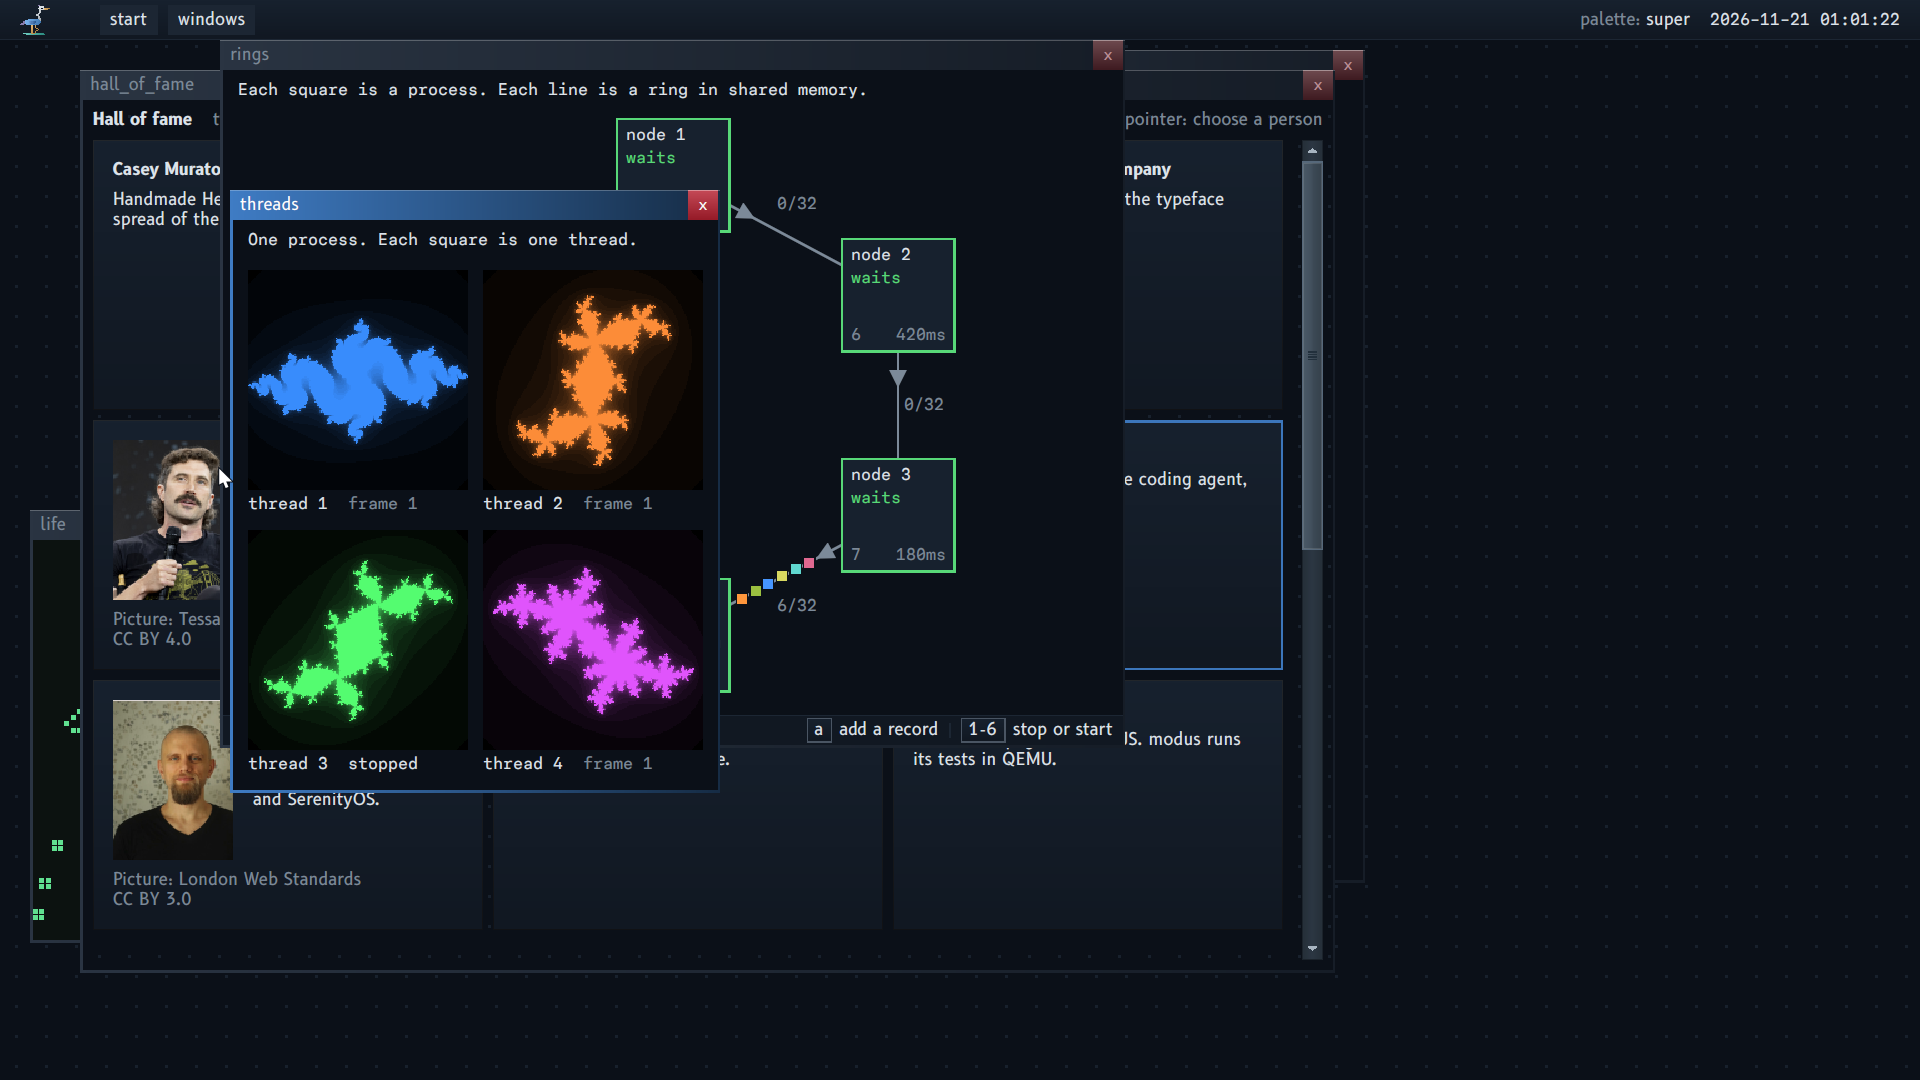 start windows palette: super 2026-11-21 01:01:22
rings x
x
hall_of_fame x
Each square is a process. Each line is a ring in shared memory.
Hall of fame pointer: choose a person
node 1
waits
Casey
Handmade
spread of the
the typeface
threads x
0/32
One process. Each square is one thread.
node 2
waits
6 420ms
0/32
node 3
waits
7 180ms
e coding agent,
thread 1 frame 1
thread 2 frame 1
life
6/32
Picture: Tessa
CC BY 4.0
a add a record 1-6 stop or start
JS. modus runs
its tests in QEMU.
thread 3 stopped
thread 4 frame 1
e.
and SerenityOS.
Picture: London Web Standards
CC BY 3.0